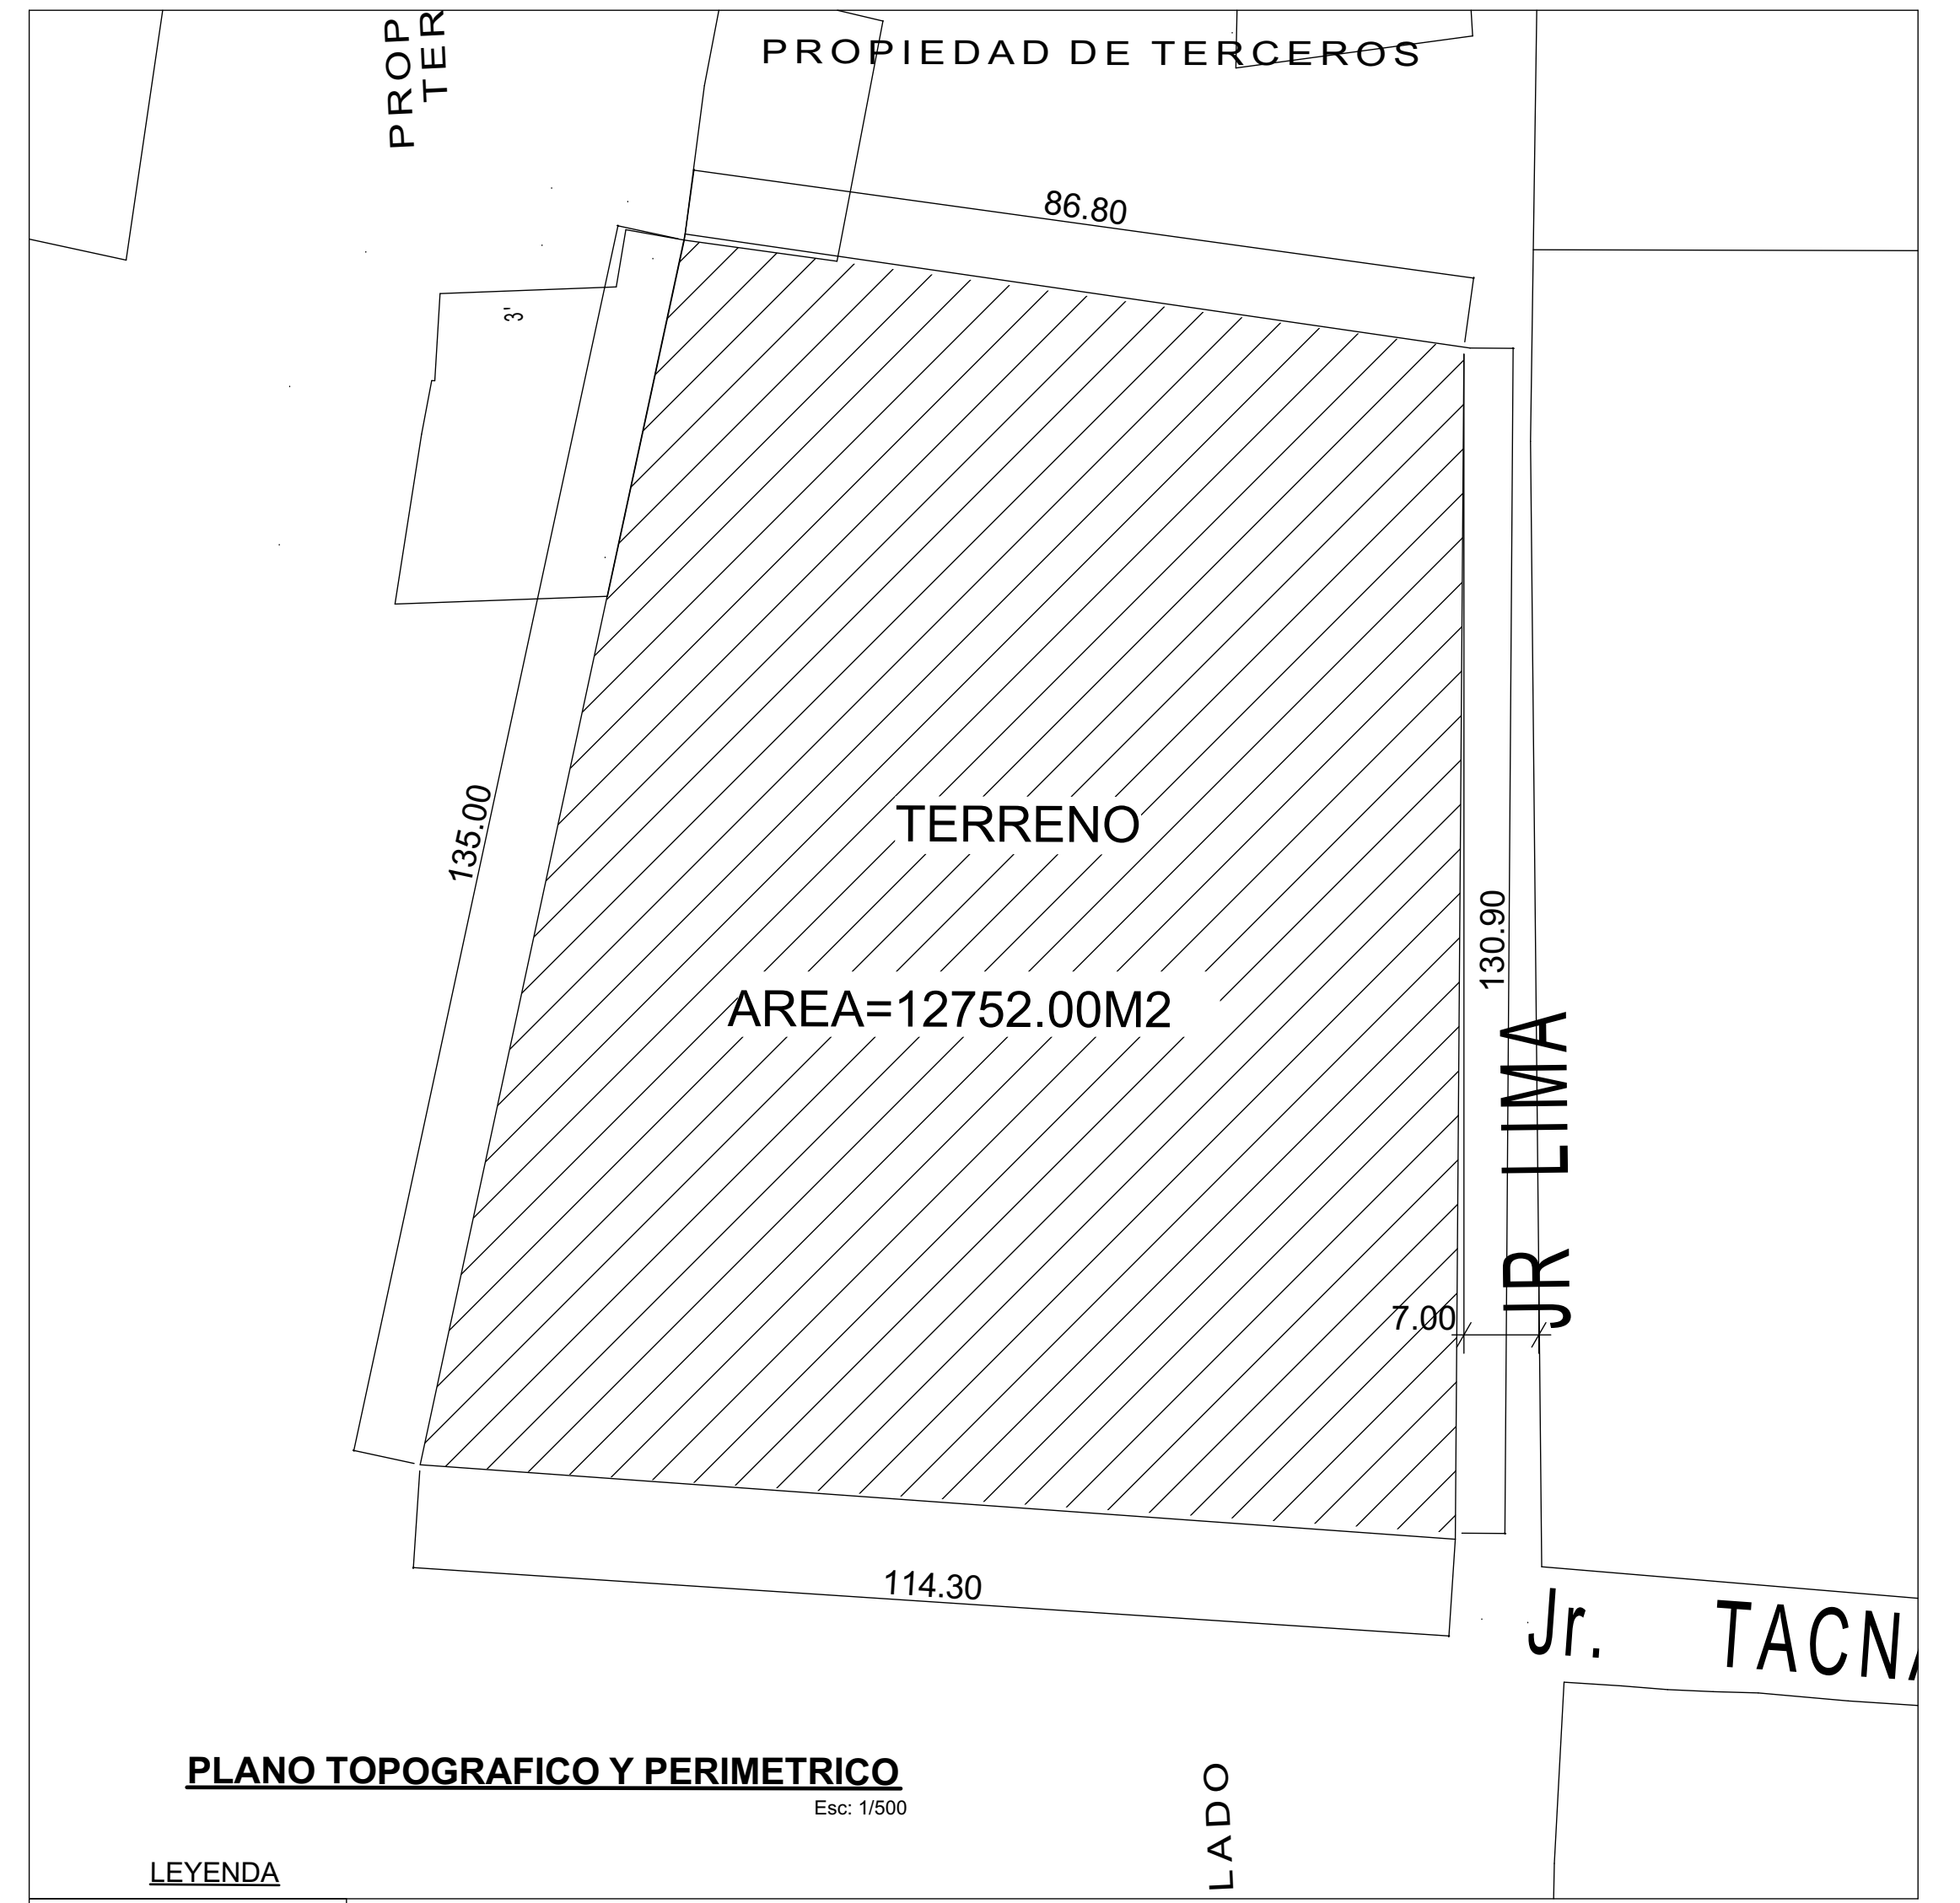 PROP
TER
PROPIEDAD DE TERCEROS
86.80
3'
135.00
TERRENO
130.90
AREA=12752.00M2
JR LIMA
7.00
114.30
Jr. TACNA
PLANO TOPOGRAFICO Y PERIMETRICO
Esc: 1/500
LADO
LEYENDA